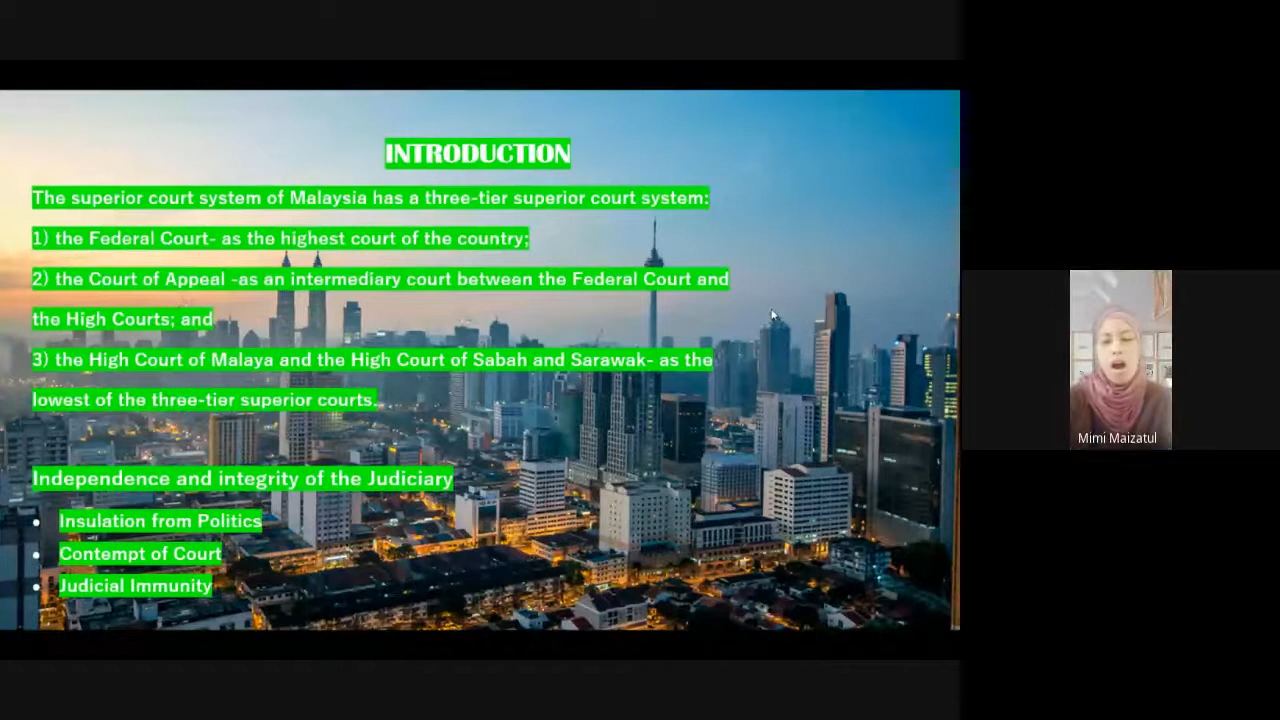 INTRODUCTION
The superior court system of Malaysia has a three-tier superior court system:
1) the Federal Court- as the highest court of the country;
2) the Court of Appeal -as an intermediary court between the Federal Court and
the High Courts; and
3) the High Court of Malaya and the High Court of Sabah and Sarawak- as the
lowest of the three-tier superior courts.
Independence and integrity of the Judiciary
• Insulation from Politics
• Contempt of Court
• Judicial Immunity
Mimi Maizatul